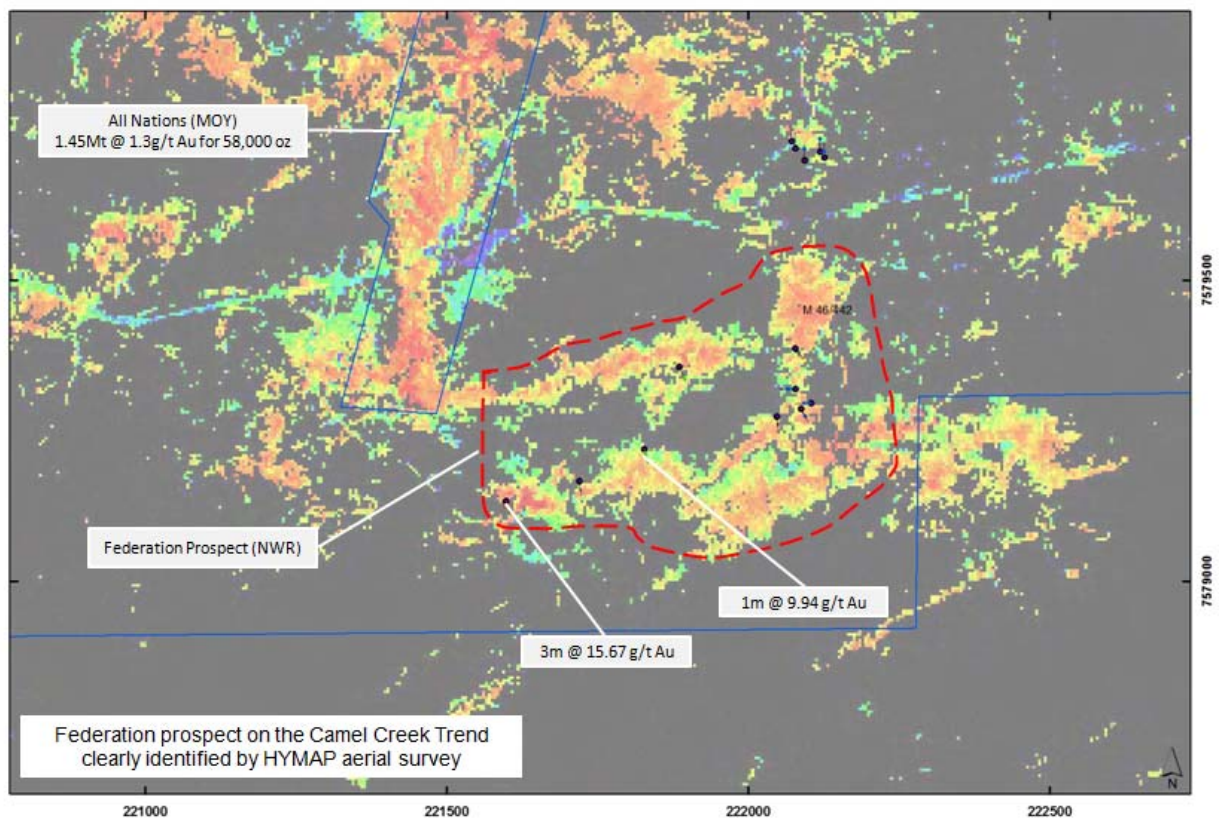 All Nations (MOY)
1.45Mt @ 1.3g/t Au for 58,000 oz
7579500
M 46/442
Federation Prospect (NWR)
7579000
1m @ 9.94 g/t Au
3m @ 15.67 g/t Au
Federation prospect on the Camel Creek Trend
clearly identified by HYMAP aerial survey
N
221000
221500
222000
222500